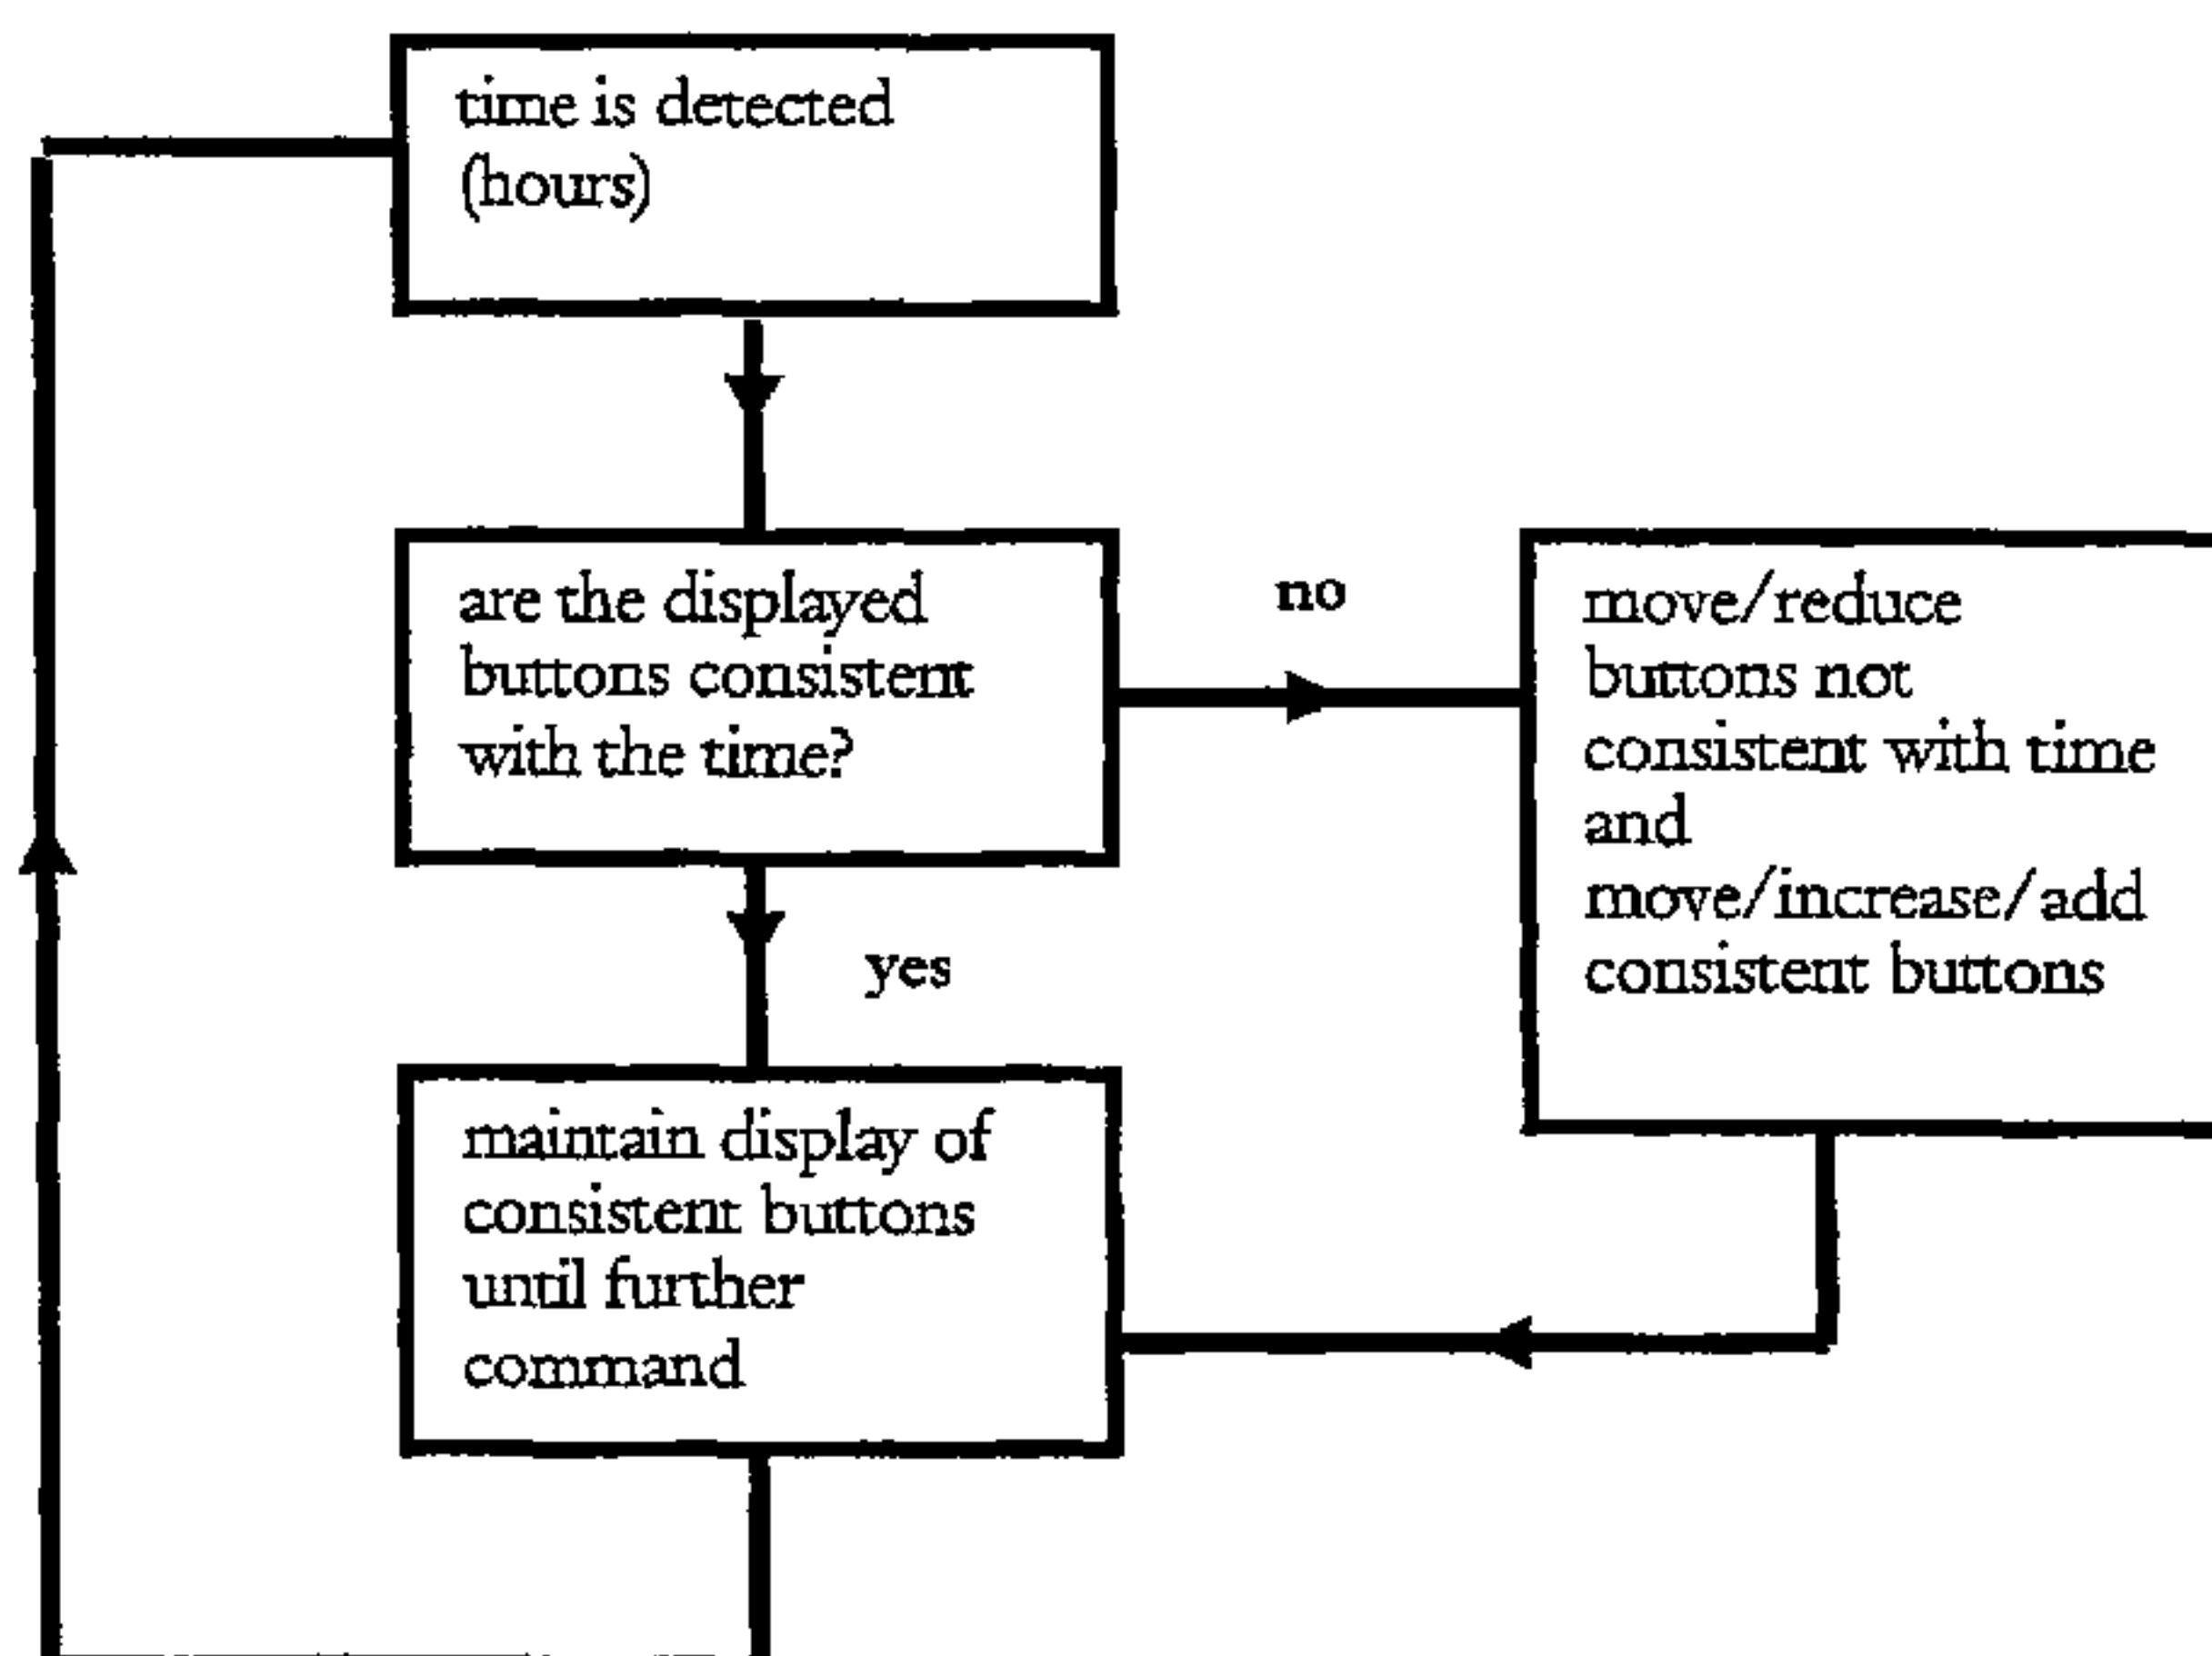 time is detected
(hours)
are the displayed
buttons consistent
with the time?
no
move/reduce
buttons not
consistent with time
and
move/increase/add
consistent buttons
yes
maintain display of
consistent buttons
until further
command